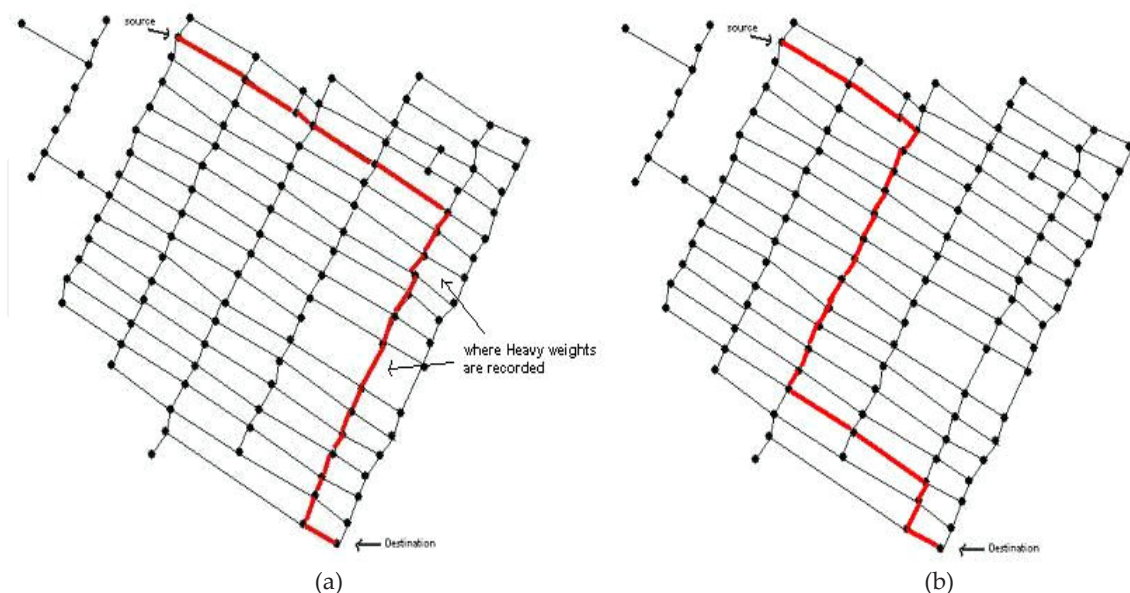 source
source
where Heavy weights
are recorded
Destination
Destination
(a)
(b)